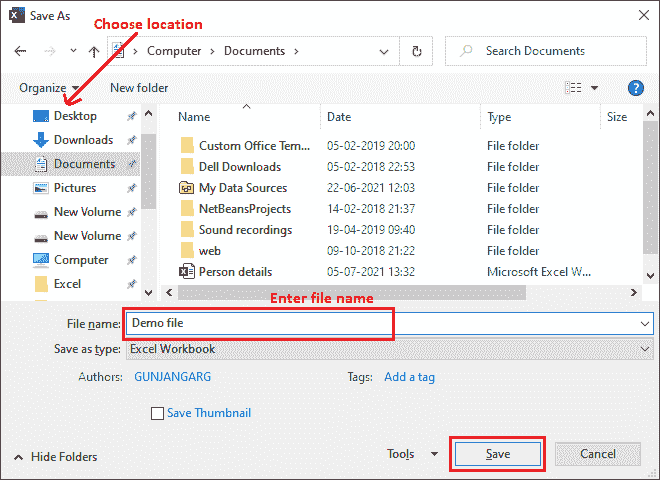 Save As
Choose location
Computer > Documents >
Search Documents
Organize
New folder
?
Desktop
Downloads
Documents
Pictures
New Volume
New Volume
Computer
Excel
Name Date Type Size
Custom Office Tem... 05-02-2019 20:00 File folder
Dell Downloads 05-02-2018 22:53 File folder
My Data Sources 22-06-2021 12:03 File folder
NetBeansProjects 14-02-2018 21:37 File folder
Sound recordings 19-04-2019 09:40 File folder
web 09-10-2018 21:22 File folder
Person details 05-07-2021 13:32 Microsoft Excel W...
Enter file name
File name: Demo file
Save as type: Excel Workbook
Authors: GUNJANGARG Tags: Add a tag
Save Thumbnail
Hide Folders Tools Save Cancel